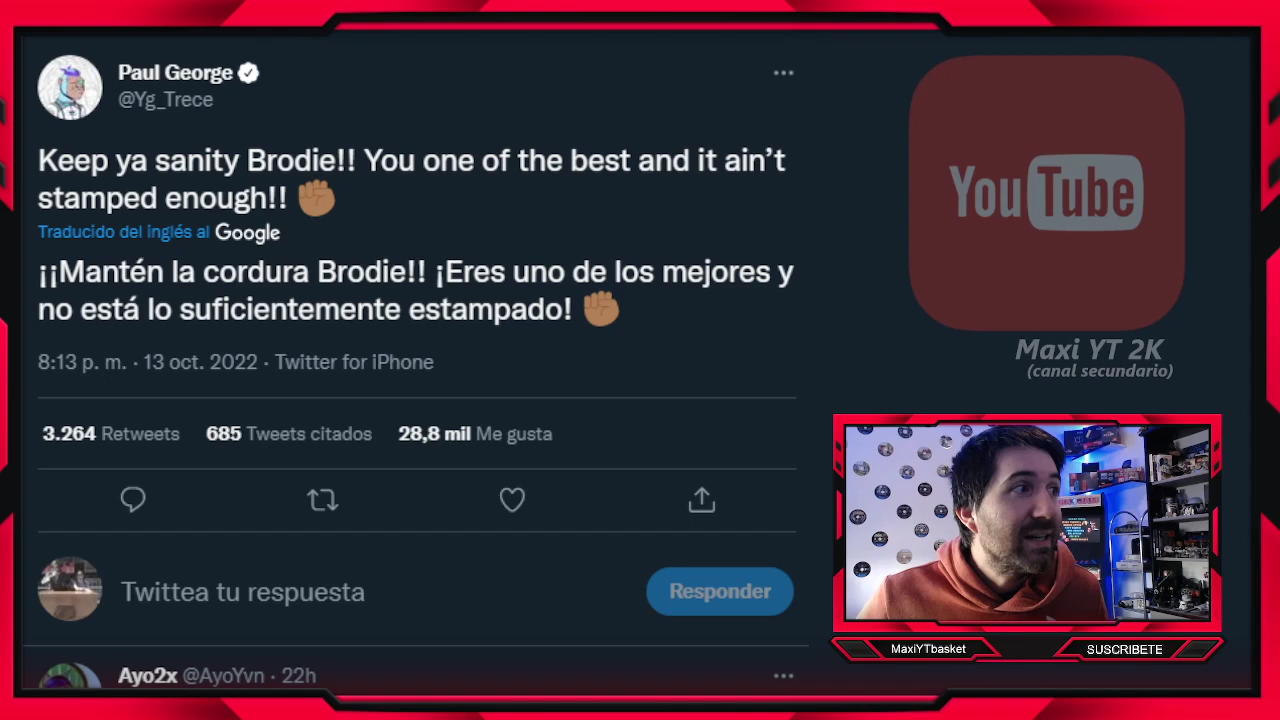 Paul George
@Yg_Trece
Keep ya sanity Brodie!! You one of the best and it ain’t
stamped enough!! ✊🏽
Traducido del inglés al Google
¡¡Mantén la cordura Brodie!! ¡Eres uno de los mejores y
no está lo suficientemente estampado! ✊🏽
8:13 p. m. · 13 oct. 2022 · Twitter for iPhone
3.264 Retweets 685 Tweets citados 28,8 mil Me gusta
Twittea tu respuesta
Responder
Ayo2x @AyoYvn · 22h
YouTube
Maxi YT 2K
(canal secundario)
MaxiYTbasket
SUSCRIBETE